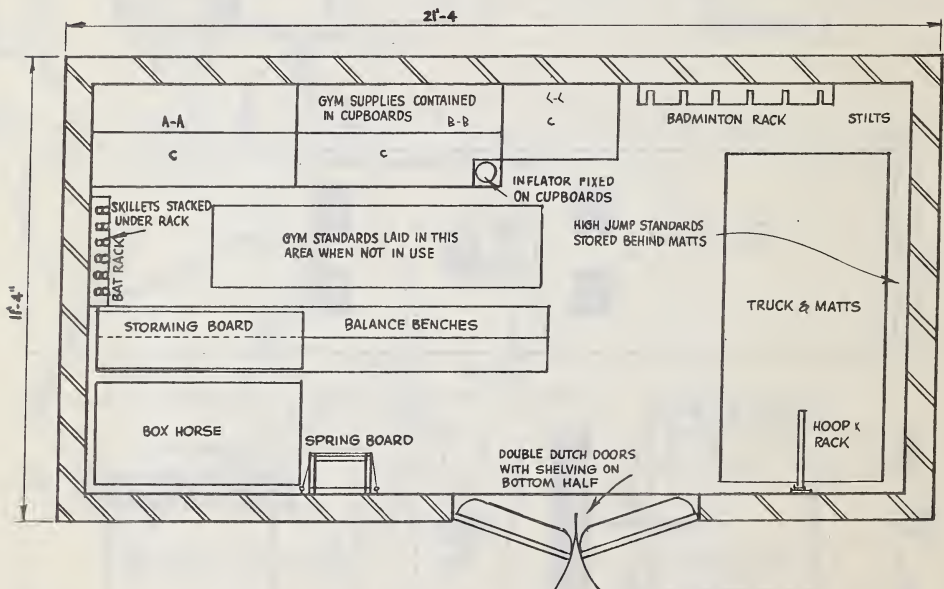 21'-4
11'-4"
A-A
C
GYM SUPPLIES CONTAINED
IN CUPBOARDS
B-B
C
C
BADMINTON RACK
STILTS
INFLATOR FIXED
ON CUPBOARDS
SKILLETS STACKED
UNDER RACK
BAT RACK
GYM STANDARDS LAID IN THIS
AREA WHEN NOT IN USE
HIGH JUMP STANDARDS
STORED BEHIND MATTS
TRUCK & MATTS
STORMING BOARD
BALANCE BENCHES
BOX HORSE
SPRING BOARD
DOUBLE DUTCH DOORS
WITH SHELVING ON
BOTTOM HALF
HOOP &
RACK